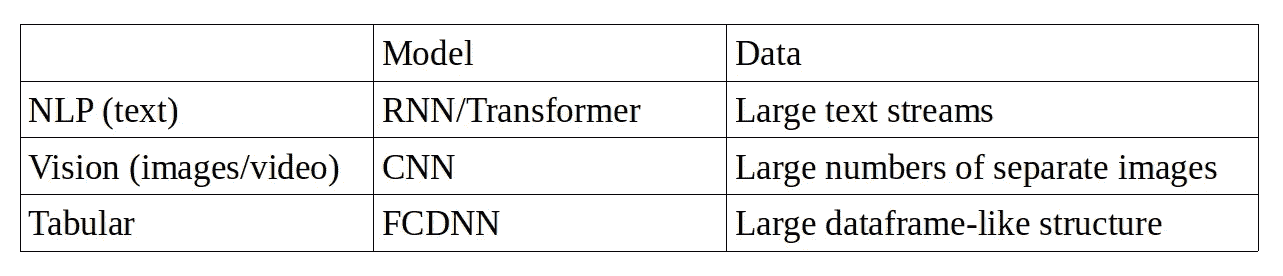 Model Data
NLP (text) RNN/Transformer Large text streams
Vision (images/video) CNN Large numbers of separate images
Tabular FCDNN Large dataframe-like structure